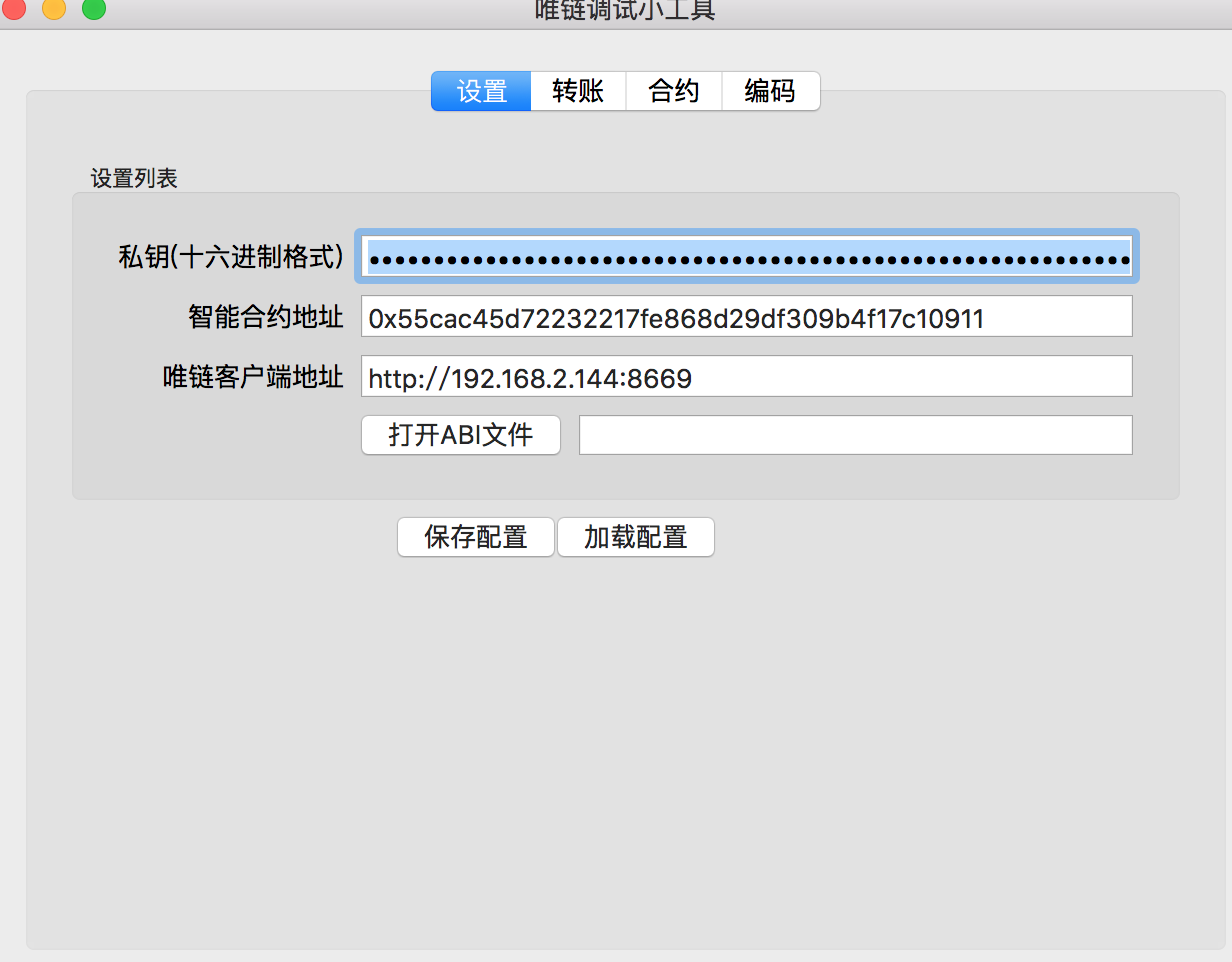 唯链调试小工具
设置 转账 合约 编码
设置列表
私钥(十六进制格式) ••••••••••••••••••••••••••••••••••••••••••••••••••••••••••••
智能合约地址 0x55cac45d72232217fe868d29df309b4f17c10911
唯链客户端地址 http://192.168.2.144:8669
打开ABI文件
保存配置 加载配置